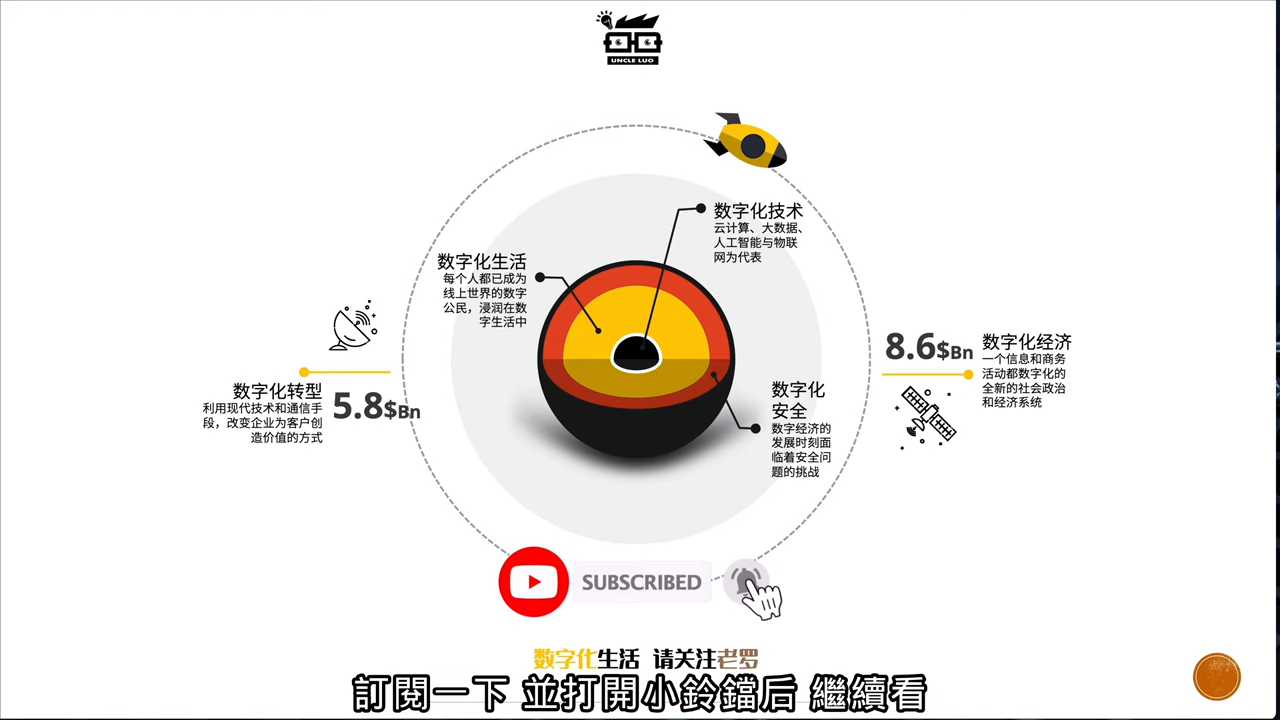 UNCLE LUO
数字化技术
云计算、大数据、
人工智能与物联
网为代表
数字化生活
每个人都已成为
线上世界的数字
公民，浸润在数
字生活中
8.6$Bn
数字化经济
一个信息和商务
活动都数字化的
全新的社会政治
和经济系统
数字化转型
利用现代技术和通信手
段，改变企业为客户创
造价值的方式
5.8$Bn
数字化
安全
数字经济的
发展时刻面
临着安全问
题的挑战
SUBSCRIBED
数字化生活 请关注老罗
訂閱一下 並打開小鈴鐺后 繼續看